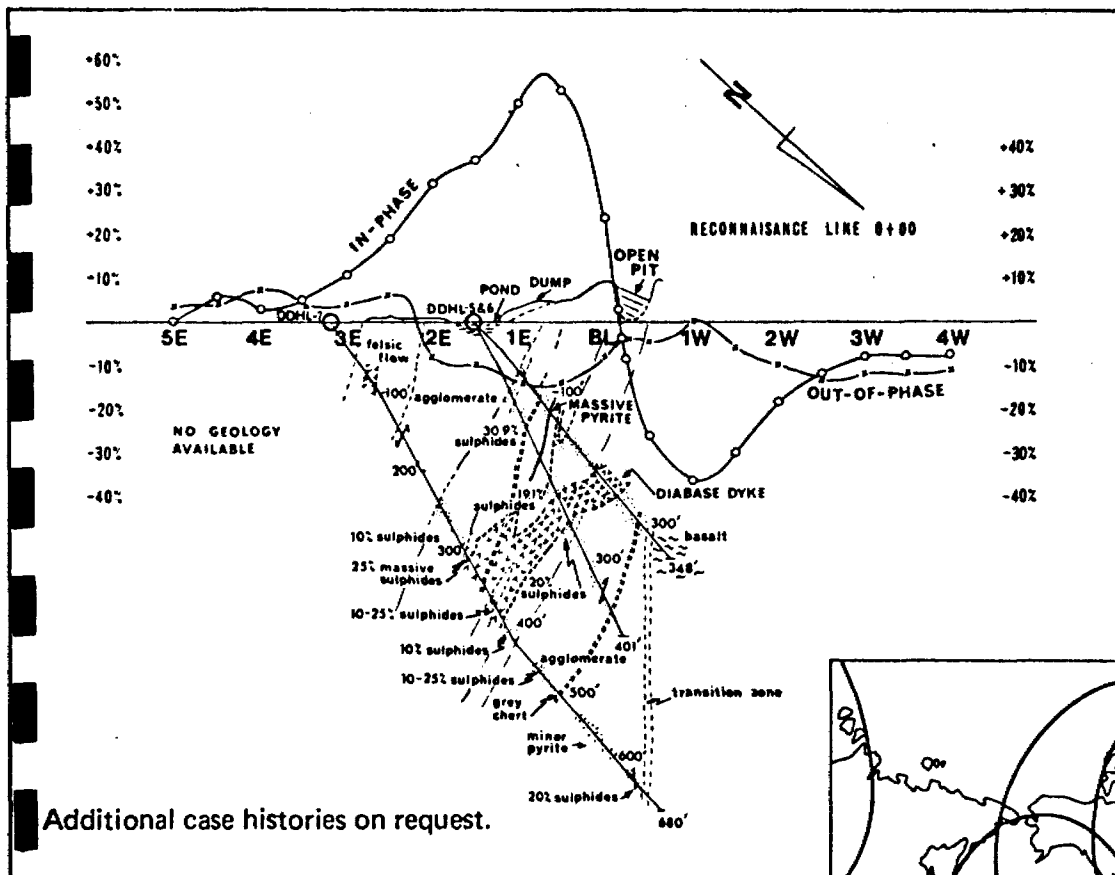 +60%
+50%
+40%
+30%
+20%
+10%
+40%
+30%
+20%
+10%
N
RECONNAISANCE LINE 0+00
IN-PHASE
OPEN PIT
DUMP
POND
DDHL-7
DDHL-5&6
5E
4E
3E
2E
1E
BL
1W
2W
3W
4W
OUT-OF-PHASE
-10%
-20%
-30%
-40%
-10%
-20%
-30%
-40%
NO GEOLOGY
AVAILABLE
felsic
flow
100
agglomerate
100
MASSIVE
PYRITE
30.9%
sulphides
200
19.1%
sulphides
DIABASE DYKE
10% sulphides
300
25% massive
sulphides
20%
sulphides
300
300'
basalt
348'
10-25% sulphides
400'
401'
10% sulphides
agglomerate
10-25% sulphides
500'
grey
chert
transition zone
minor
pyrite
600
20% sulphides
680'
Additional case histories on request.